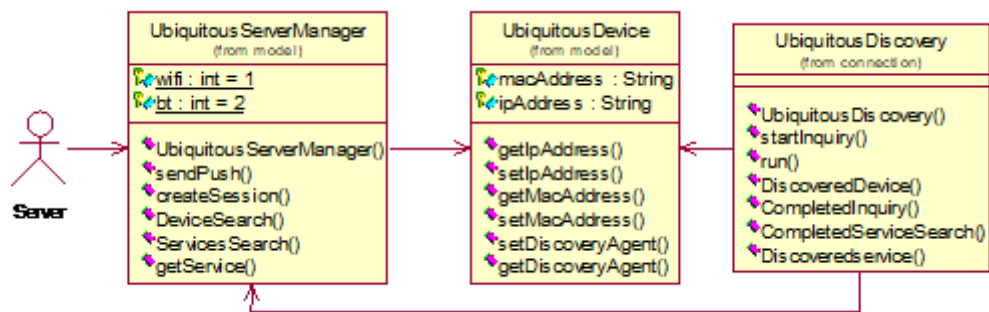 UbiquitousServerManager
(from model)
wifi : int = 1
bt : int = 2
UbiquitousServerManager()
sendPush()
createSession()
DeviceSearch()
ServicesSearch()
getService()
UbiquitousDevice
(from model)
macAddress : String
ipAddress : String
getIpAddress()
setIpAddress()
getMacAddress()
setMacAddress()
setDiscoveryAgent()
getDiscoveryAgent()
UbiquitousDiscovery
(from connection)
UbiquitousDiscovery()
startInquiry()
run()
DiscoveredDevice()
CompletedInquiry()
CompletedServiceSearch()
Discoveredservice()
Server